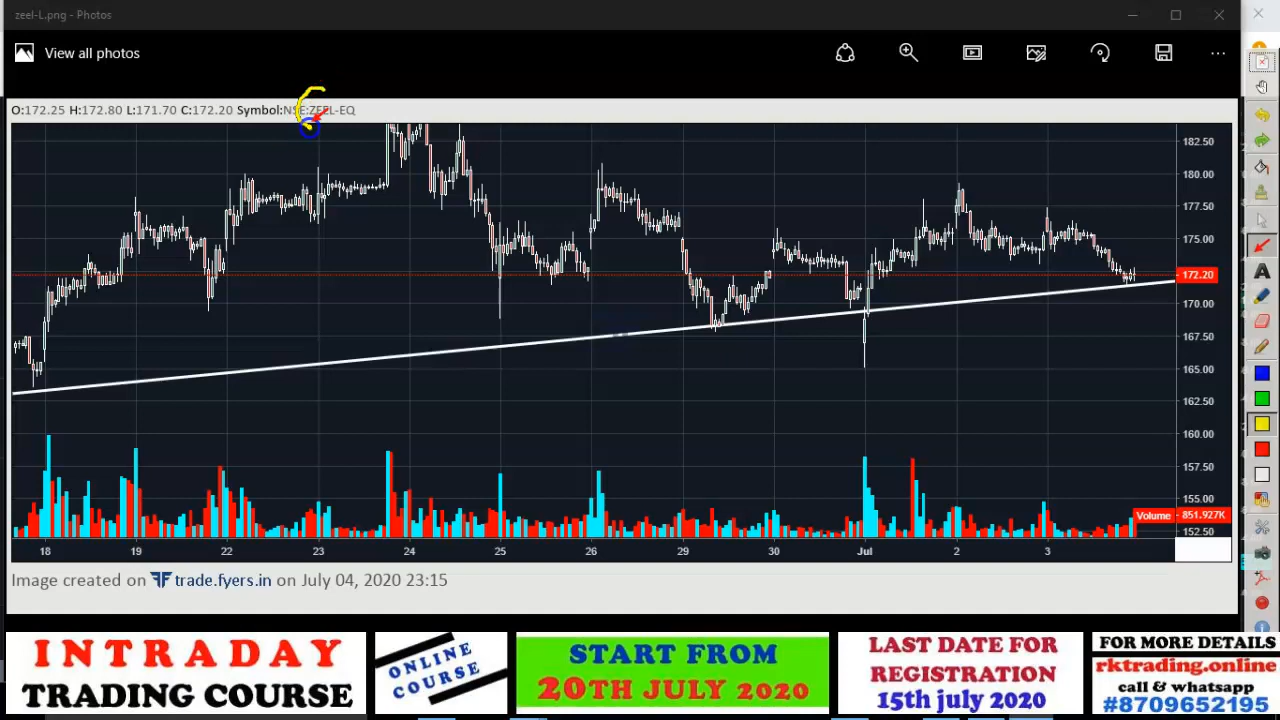 zeel-L.png - Photos
View all photos
O:172.25 H:172.80 L:171.70 C:172.20 Symbol:NSE:ZEEL-EQ
182.50
180.00
177.50
175.00
172.20
170.00
167.50
165.00
162.50
160.00
157.50
155.00
Volume 851.927K
152.50
18 19 22 23 24 25 26 29 30 Jul 2 3
Image created on trade.fyers.in on July 04, 2020 23:15
INTRADAY
TRADING COURSE
ONLINE
COURSE
START FROM
20TH JULY 2020
LAST DATE FOR
REGISTRATION
15th july 2020
FOR MORE DETAILS
rktrading.online
call & whatsapp
#8709652195